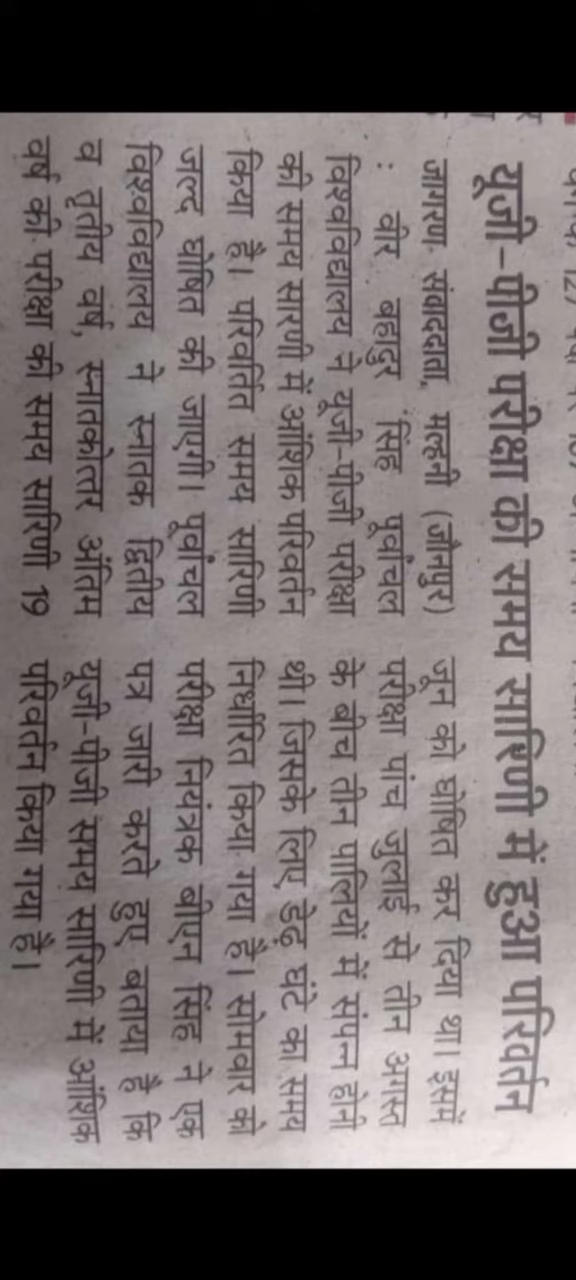 यूजी-पीजी परीक्षा की समय सारिणी में हुआ परिवर्तन
जागरण संवाददाता, मल्हनी (जौनपुर)
: वीर बहादुर सिंह पूर्वांचल
विश्वविद्यालय ने यूजी-पीजी परीक्षा
की समय सारणी में आंशिक परिवर्तन
किया है। परिवर्तित समय सारिणी
जल्द घोषित की जाएगी। पूर्वांचल
विश्वविद्यालय ने स्नातक द्वितीय
व तृतीय वर्ष, स्नातकोत्तर अंतिम
वर्ष की परीक्षा की समय सारिणी 19
जून को घोषित कर दिया था। इसमें
परीक्षा पांच जुलाई से तीन अगस्त
के बीच तीन पालियों में संपन्न होनी
थी। जिसके लिए डेढ़ घंटे का समय
निर्धारित किया गया है। सोमवार को
परीक्षा नियंत्रक बीएन सिंह ने एक
पत्र जारी करते हुए बताया है कि
यूजी-पीजी समय सारिणी में आंशिक
परिवर्तन किया गया है।